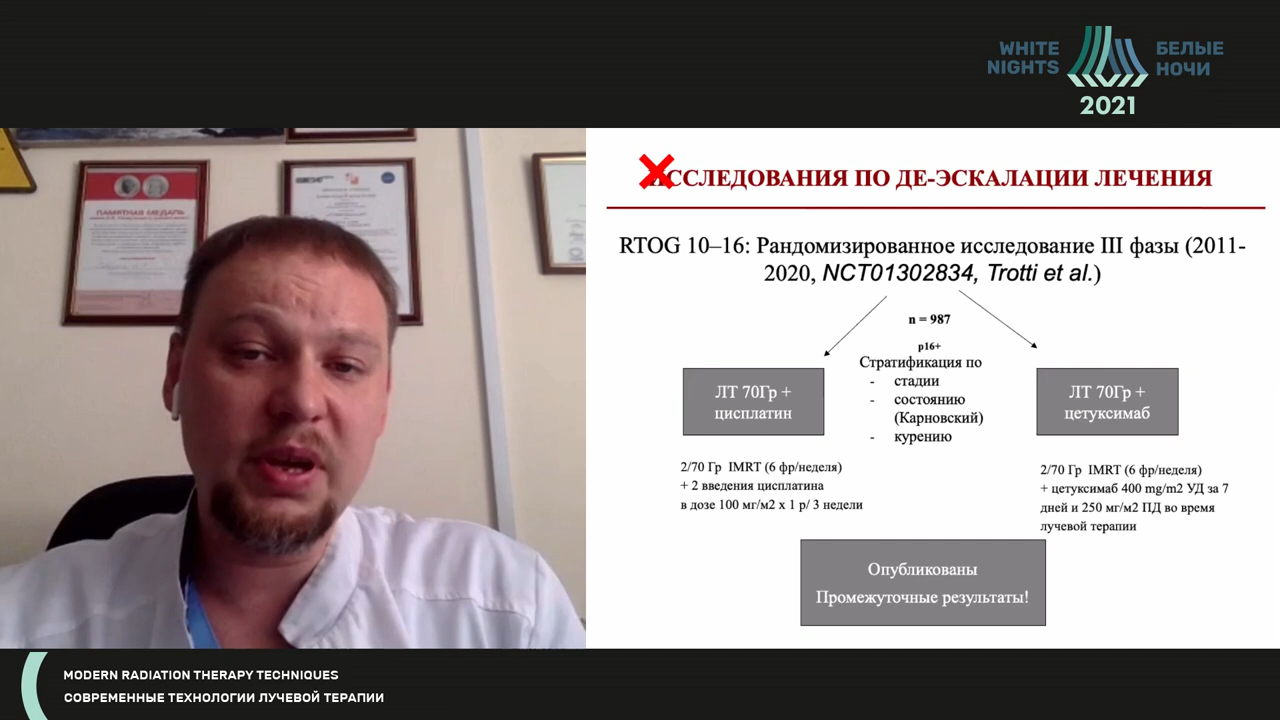 WHITE
NIGHTS
БЕЛЫЕ
НОЧИ
2021
ПАМЯТНАЯ МЕДАЛЬ
ССЛЕДОВАНИЯ ПО ДЕ-ЭСКАЛАЦИИ ЛЕЧЕНИЯ
RTOG 10–16: Рандомизированное исследование III фазы (2011-
2020, NCT01302834, Trotti et al.)
n = 987
p16+
Стратификация по
- стадии
- состоянию
(Карновский)
- курению
ЛТ 70Гр +
цисплатин
2/70 Гр IMRT (6 фр/неделя)
+ 2 введения цисплатина
в дозе 100 мг/м2 x 1 р/ 3 недели
ЛТ 70Гр +
цетуксимаб
2/70 Гр IMRT (6 фр/неделя)
+ цетуксимаб 400 mg/m2 УД за 7
дней и 250 мг/м2 ПД во время
лучевой терапии
Опубликованы
Промежуточные результаты!
MODERN RADIATION THERAPY TECHNIQUES
СОВРЕМЕННЫЕ ТЕХНОЛОГИИ ЛУЧЕВОЙ ТЕРАПИИ